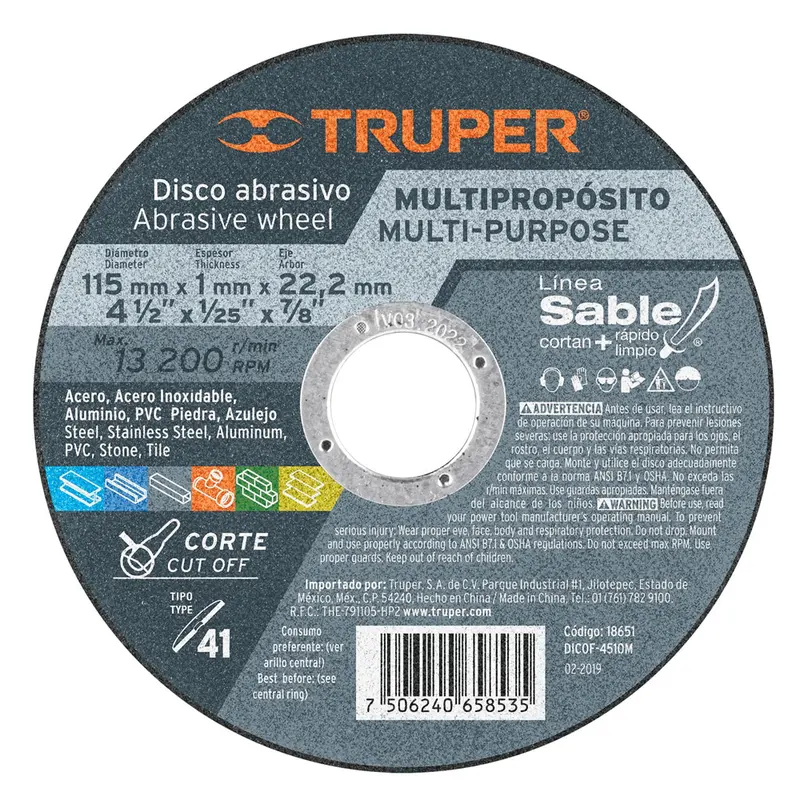 TRUPER®
Disco abrasivo
Abrasive wheel
MULTIPROPÓSITO
MULTI-PURPOSE
Diámetro Espesor Eje
Diameter Thickness Arbor
115 mm x 1 mm x 22,2 mm
4 ½" x 1/25" x 7/8"
Max. 13 200 r/min
RPM
Acero, Acero Inoxidable,
Aluminio, PVC Piedra, Azulejo
Steel, Stainless Steel, Aluminum,
PVC, Stone, Tile
V03 2022
Línea
Sable®
cortan + rápido
limpio
ADVERTENCIA Antes de usar, lea el instructivo
de operación de su máquina. Para prevenir lesiones
severas: use la protección apropiada para los ojos, el
rostro, el cuerpo y las vías respiratorias. No permita
que se carga. Monte y utilice el disco adecuadamente
conforme a la norma ANSI B7.1 y OSHA. No exceda las
r/min máximas. Use guardas apropiadas. Manténgase fuera
del alcance de los niños. WARNING Before use, read
your power tool manufacturer's operating manual. To prevent
serious injury: Wear proper eye, face, body and respiratory protection. Do not drop. Mount
and use properly according to ANSI B7.1 & OSHA regulations. Do not exceed max RPM. Use
proper guards. Keep out of reach of children.
CORTE
CUT OFF
TIPO
TYPE
41
Importado por: Truper, S.A. de C.V. Parque Industrial #1, Jilotepec, Estado de
México, Méx., C.P. 54240, Hecho en China / Made in China, Tel.: 01 (761) 782 9100.
R.F.C.: THE-791105-HP2 www.truper.com
Consumo
preferente: (ver
arillo central)
Best before: (see
central ring)
7 506240 658535
Código: 18651
DICOF-4510M
02-2019